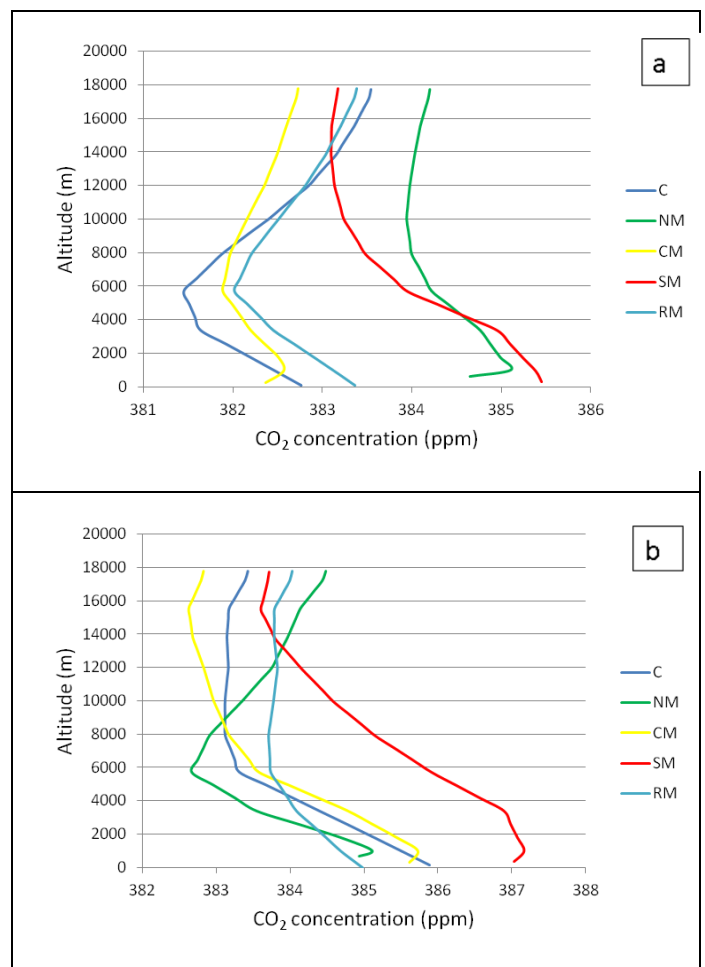 a
20000
18000
16000
14000
12000
10000
8000
6000
4000
2000
0
Altitude (m)
381 382 383 384 385 386
CO₂ concentration (ppm)
C
NM
CM
SM
RM
b
20000
18000
16000
14000
12000
10000
8000
6000
4000
2000
0
Altitude (m)
382 383 384 385 386 387 388
CO₂ concentration (ppm)
C
NM
CM
SM
RM